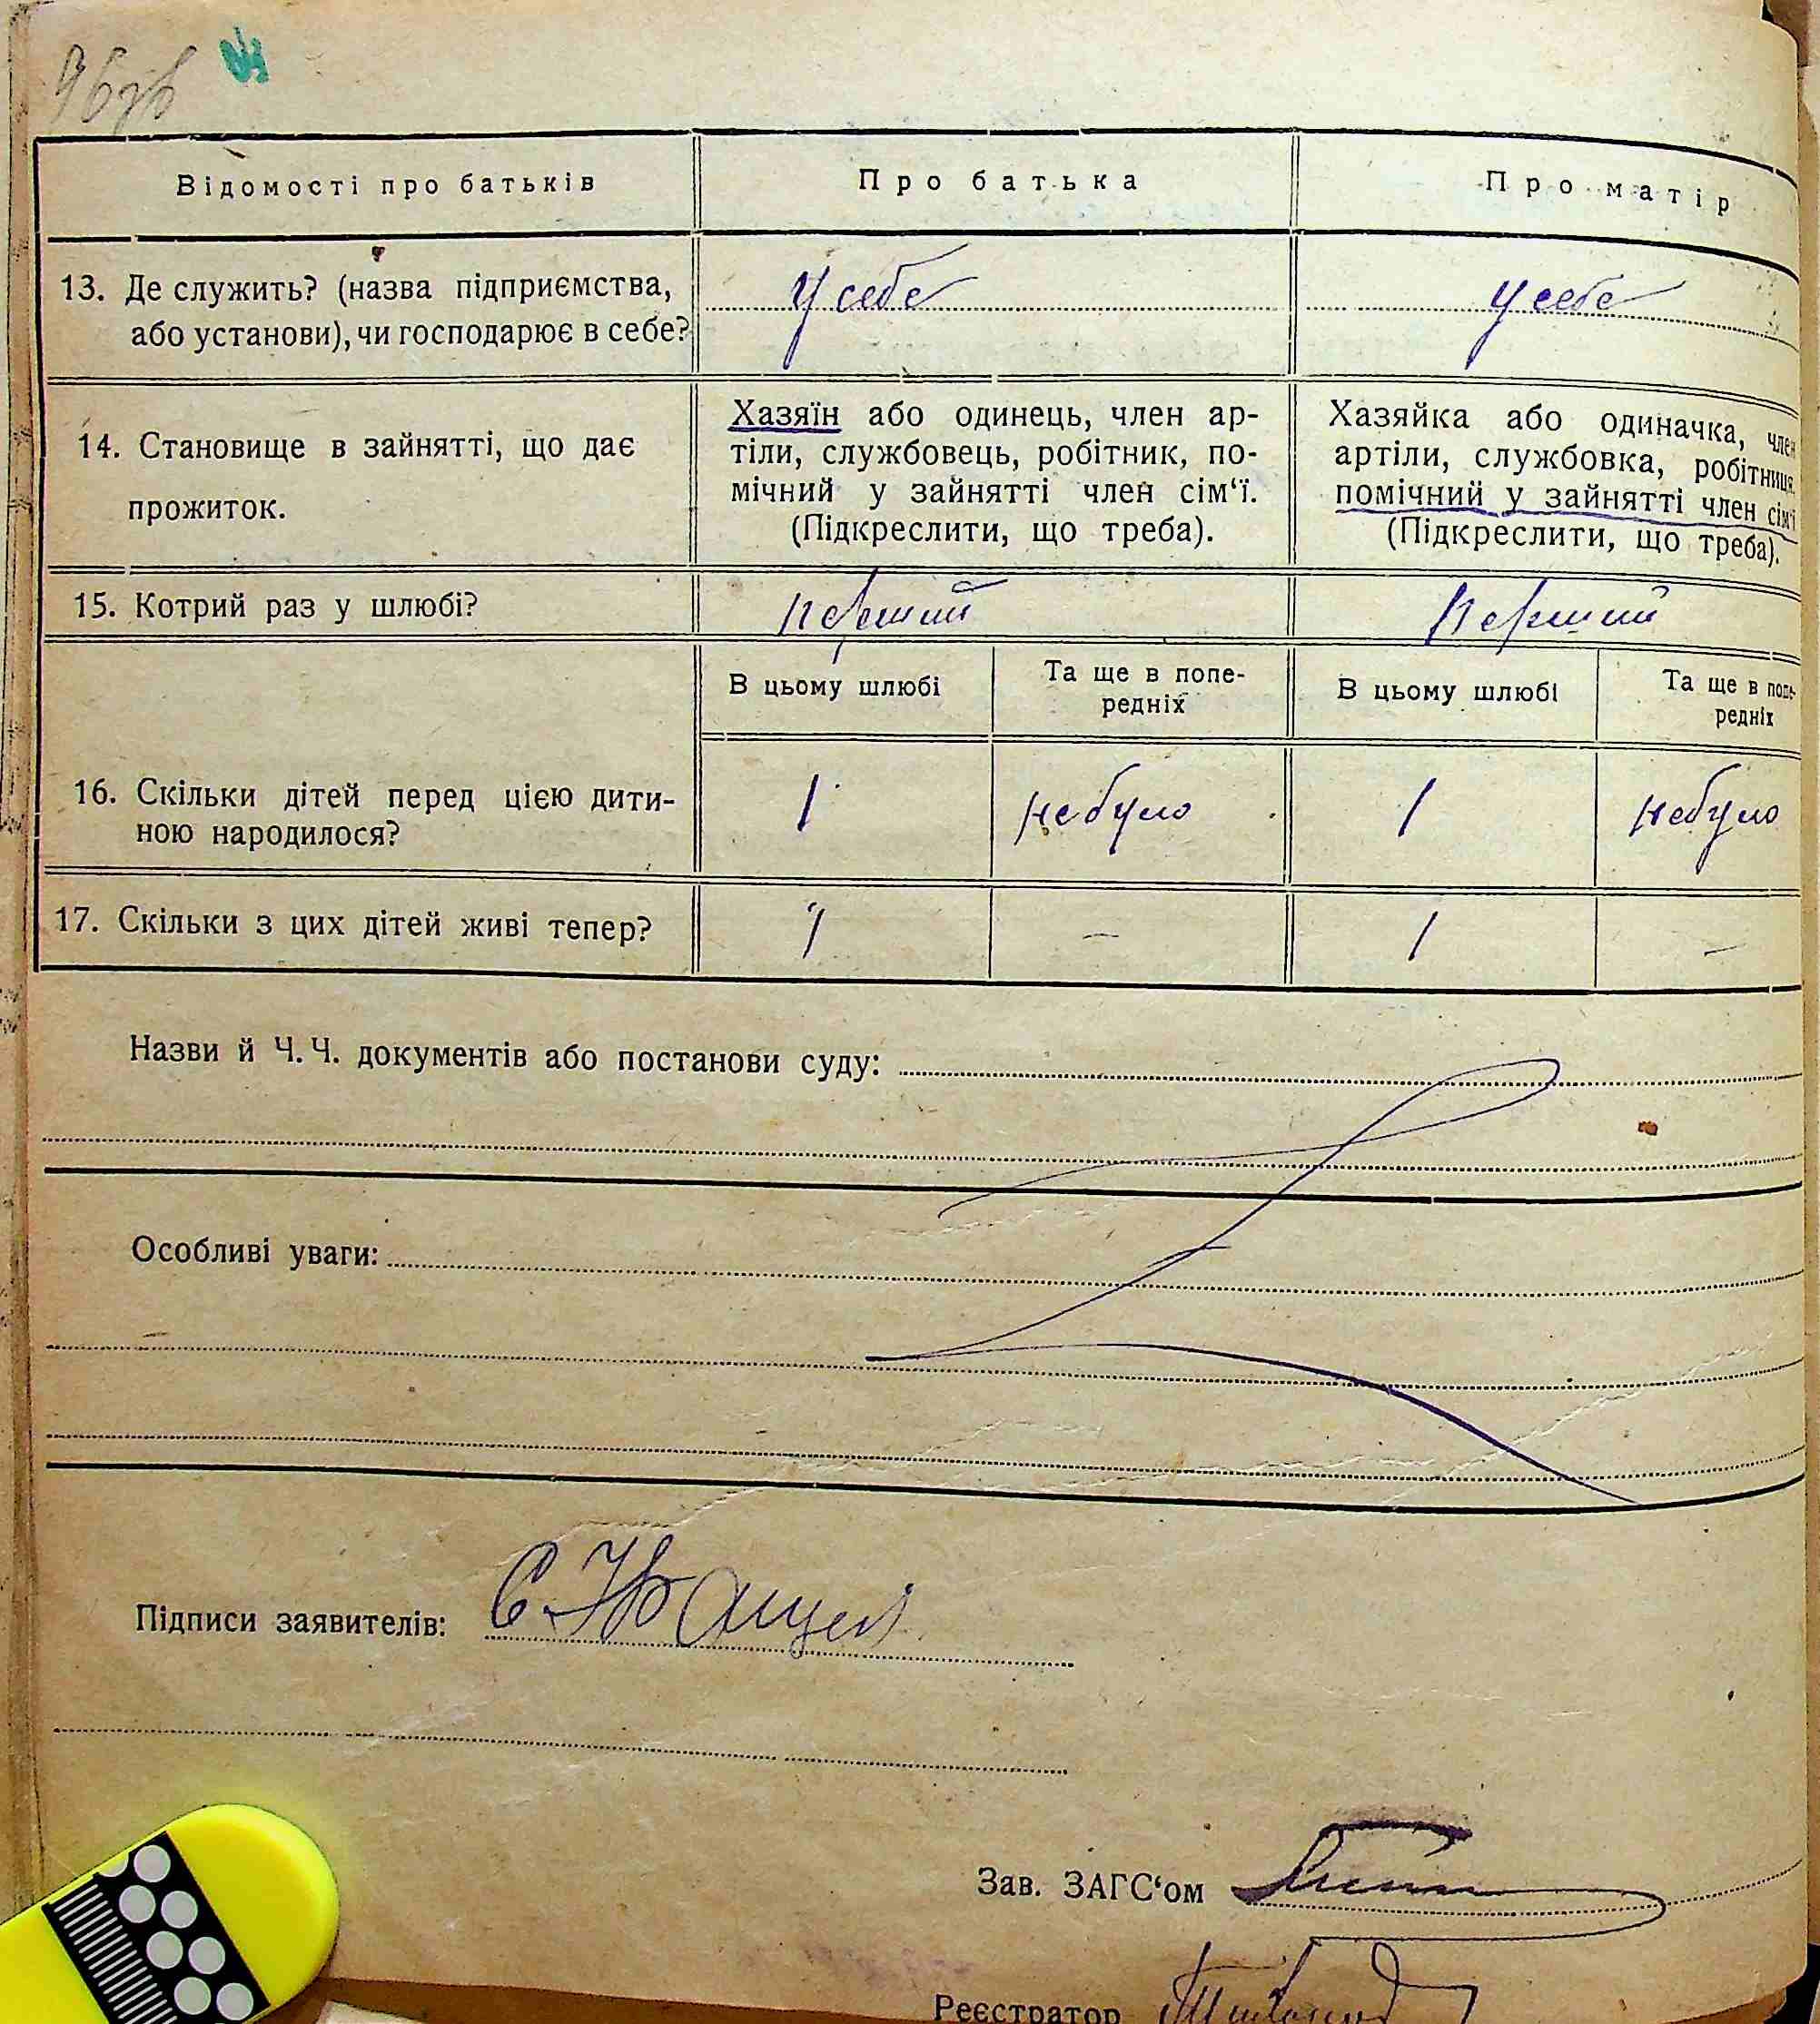 96зв
Відомості про батьків
Про батька
Про матір
13. Де служить? (назва підприємства,
або установи), чи господарює в себе?
у себе
у себе
14. Становище в зайнятті, що дає
прожиток.
Хазяїн або одинець, член ар-
тіли, службовець, робітник, по-
мічний у зайнятті член сім‘ї.
(Підкреслити, що треба).
Хазяйка або одиначка, член
артіли, службовка, робітниця,
помічний у зайнятті член сім‘ї
(Підкреслити, що треба).
15. Котрий раз у шлюбі?
перший
перший
В цьому шлюбі
Та ще в попе-
редніх
В цьому шлюбі
Та ще в попе-
редніх
16. Скільки дітей перед цією дити-
ною народилося?
1
небуло
1
небуло
17. Скільки з цих дітей живі тепер?
1
—
1
—
Назви й Ч. Ч. документів або постанови суду:
Особливі уваги:
Підписи заявителів:
Зав. ЗАГС‘ом
Реєстратор